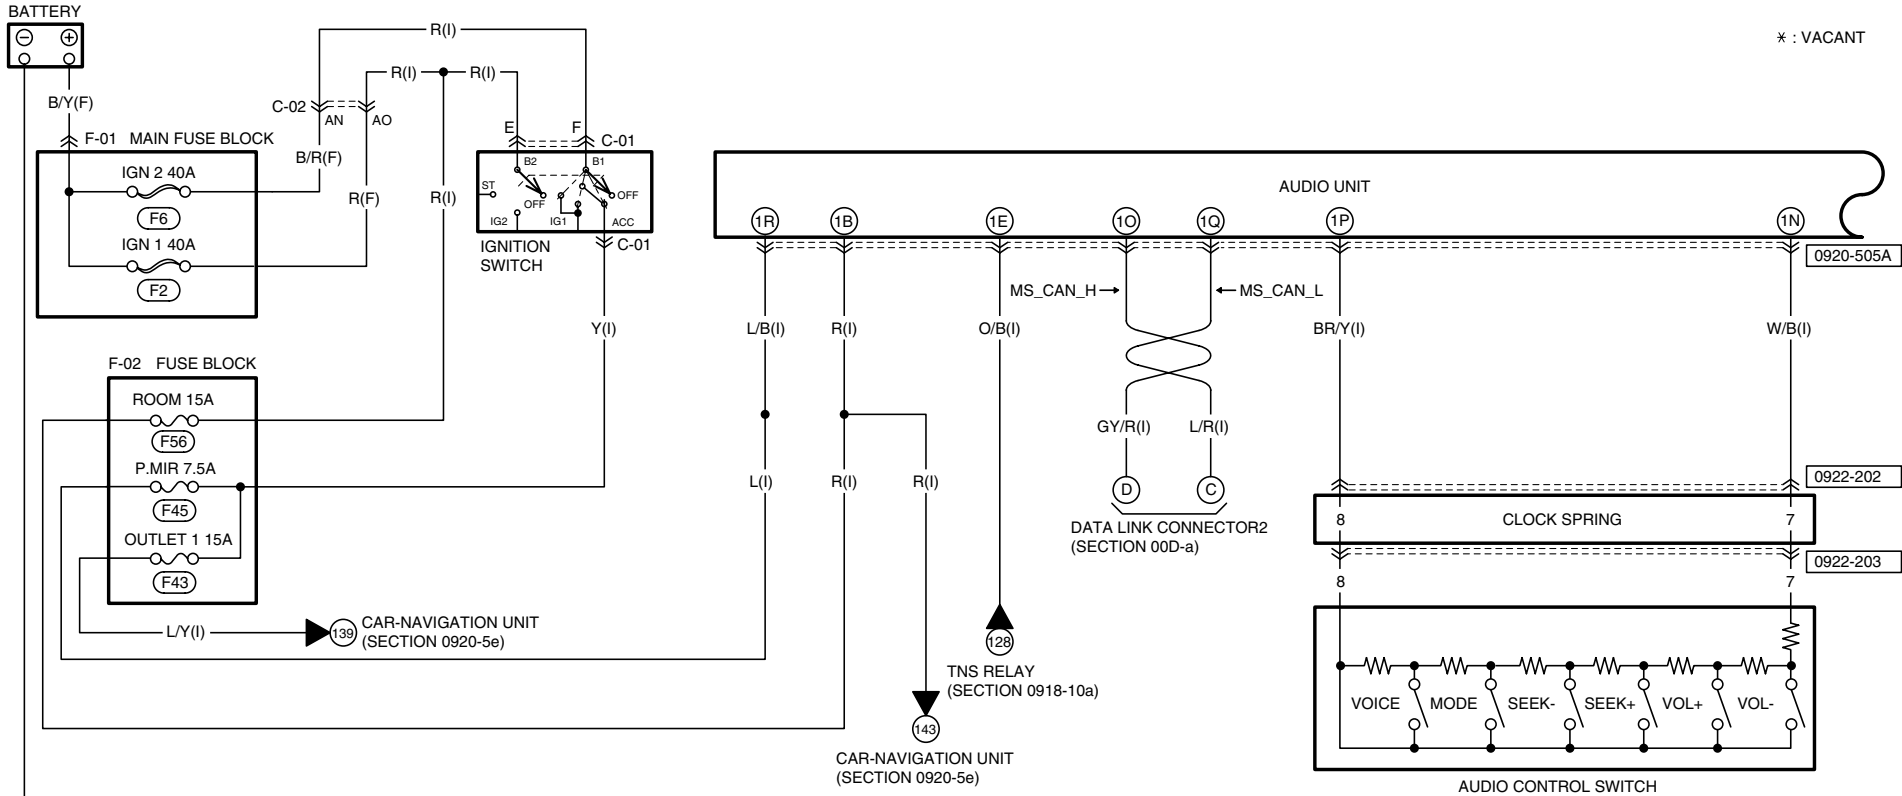 BATTERY
R(I)
* : VACANT
R(I)
R(I)
B/Y(F)
C-02
AN
AO
F-01 MAIN FUSE BLOCK
E
F
C-01
B/R(F)
IGN 2 40A
F6
R(F)
R(I)
B2
B1
ST
OFF
OFF
IG2
IG1
ACC
IGNITION
SWITCH
C-01
IGN 1 40A
F2
AUDIO UNIT
1R
1B
1E
1O
1Q
1P
1N
0920-505A
MS_CAN_H
MS_CAN_L
Y(I)
L/B(I)
R(I)
O/B(I)
BR/Y(I)
W/B(I)
F-02 FUSE BLOCK
ROOM 15A
F56
P.MIR 7.5A
F45
OUTLET 1 15A
F43
GY/R(I)
L/R(I)
L(I)
R(I)
R(I)
D
C
DATA LINK CONNECTOR2
(SECTION 00D-a)
0922-202
8
CLOCK SPRING
7
0922-203
8
7
L/Y(I)
139
CAR-NAVIGATION UNIT
(SECTION 0920-5e)
128
TNS RELAY
(SECTION 0918-10a)
143
CAR-NAVIGATION UNIT
(SECTION 0920-5e)
VOICE
MODE
SEEK-
SEEK+
VOL+
VOL-
AUDIO CONTROL SWITCH